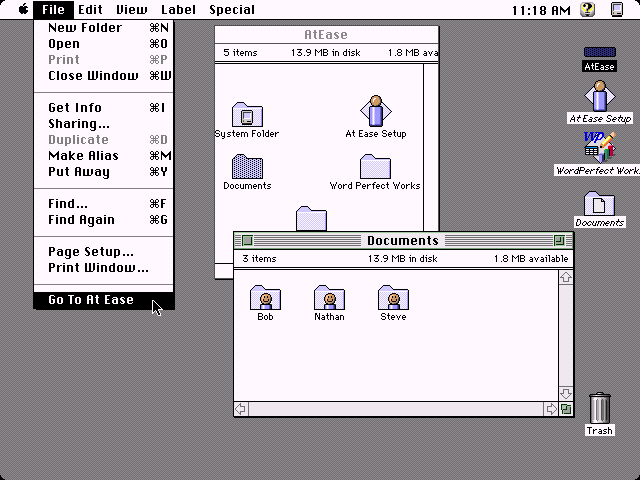 File Edit View Label Special 11:18 AM
New Folder ⌘N
Open ⌘O
Print ⌘P
Close Window ⌘W
Get Info ⌘I
Sharing...
Duplicate ⌘D
Make Alias ⌘M
Put Away ⌘Y
Find... ⌘F
Find Again ⌘G
Page Setup...
Print Window...
Go To At Ease
AtEase
5 items 13.9 MB in disk 1.8 MB ava
System Folder
At Ease Setup
Documents
Word Perfect Works
Documents
3 items 13.9 MB in disk 1.8 MB available
Bob
Nathan
Steve
AtEase
At Ease Setup
WP
WordPerfect Work
Documents
Trash